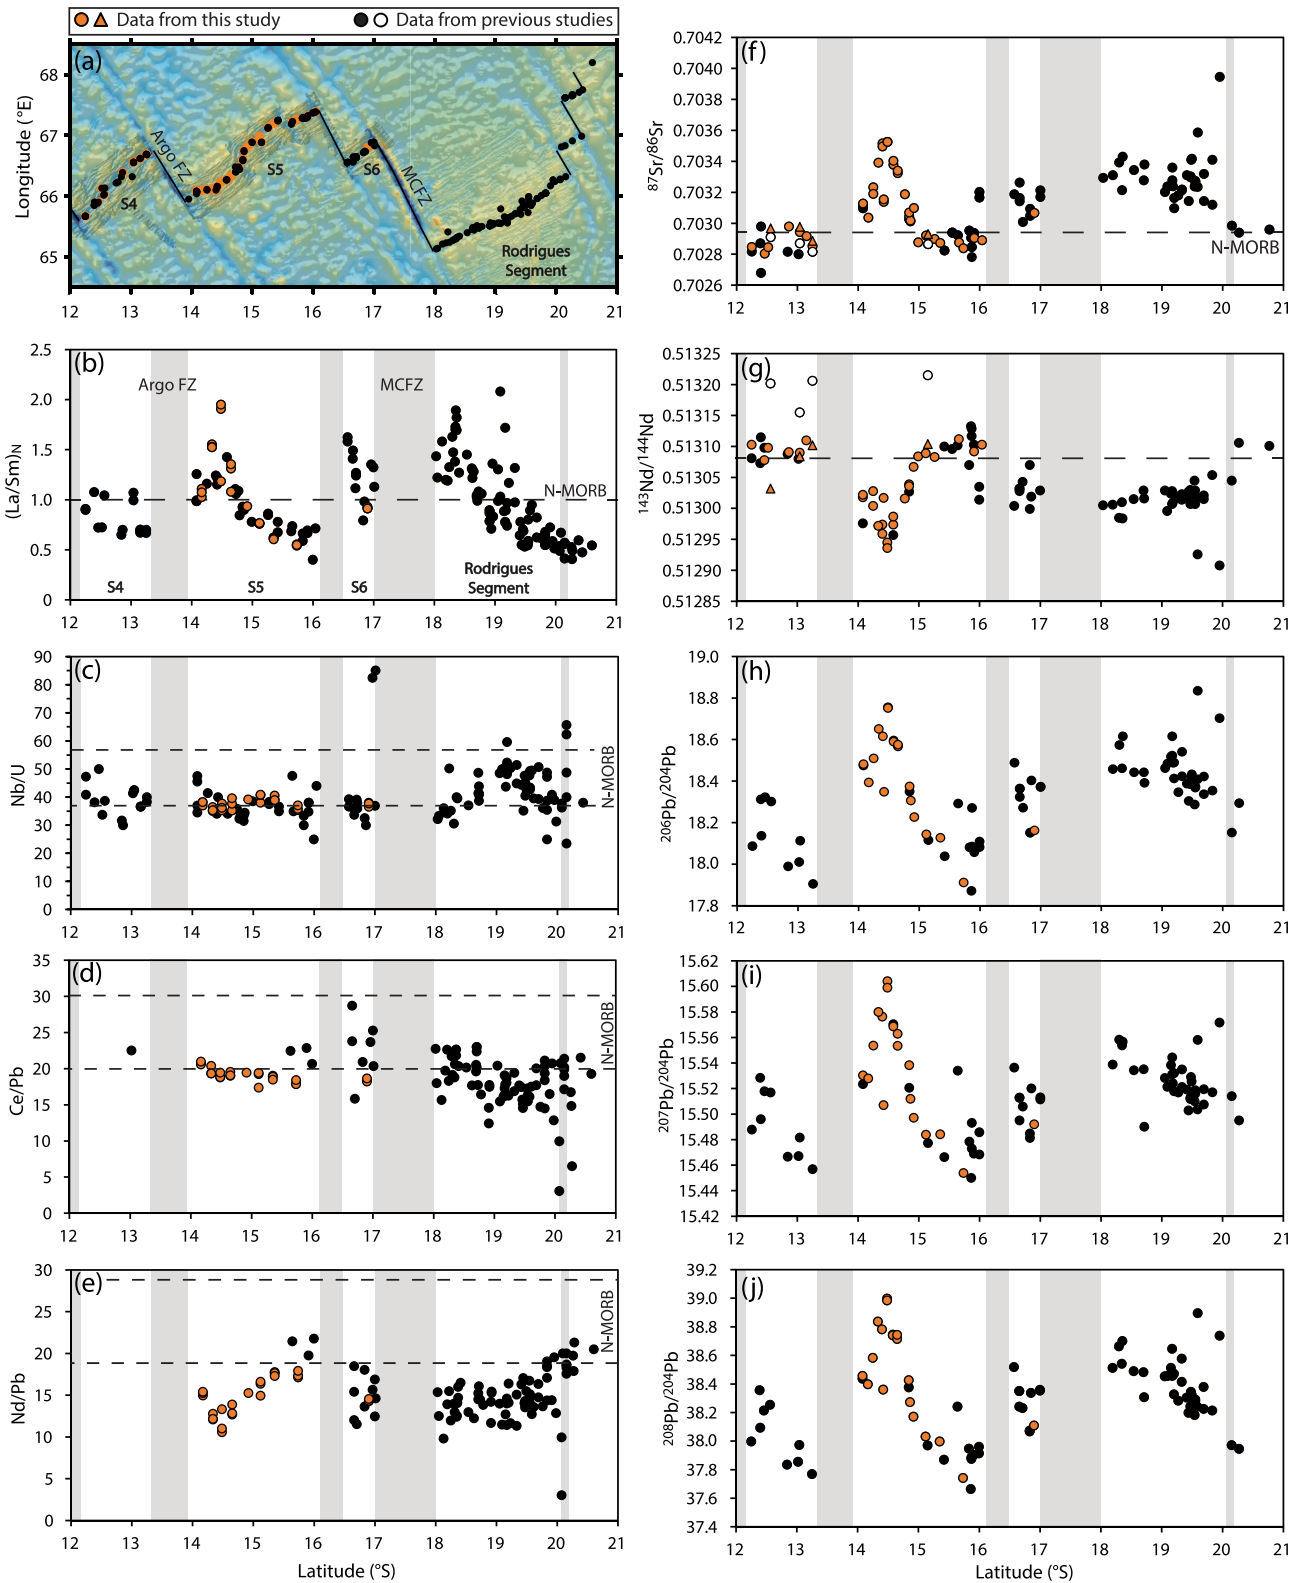 Data from this study Data from previous studies
(a)
Longitude (°E)
68
67
66
65
Argo FZ
S4
S5
S6
MCFZ
Rodrigues
Segment
12 13 14 15 16 17 18 19 20 21
(b)
(La/Sm)N
2.5
2.0
1.5
1.0
0.5
0
Argo FZ
MCFZ
N-MORB
S4
S5
S6
Rodrigues
Segment
12 13 14 15 16 17 18 19 20 21
(c)
Nb/U
90
80
70
60
50
40
30
20
10
0
N-MORB
12 13 14 15 16 17 18 19 20 21
(d)
Ce/Pb
35
30
25
20
15
10
5
0
N-MORB
12 13 14 15 16 17 18 19 20 21
(e)
Nd/Pb
30
25
20
15
10
5
0
N-MORB
12 13 14 15 16 17 18 19 20 21
Latitude (°S)
(f)
87Sr/86Sr
0.7042
0.7040
0.7038
0.7036
0.7034
0.7032
0.7030
0.7028
0.7026
N-MORB
12 13 14 15 16 17 18 19 20 21
(g)
143Nd/144Nd
0.51325
0.51320
0.51315
0.51310
0.51305
0.51300
0.51295
0.51290
0.51285
12 13 14 15 16 17 18 19 20 21
(h)
206Pb/204Pb
19.0
18.8
18.6
18.4
18.2
18.0
17.8
12 13 14 15 16 17 18 19 20 21
(i)
207Pb/204Pb
15.62
15.60
15.58
15.56
15.54
15.52
15.50
15.48
15.46
15.44
15.42
12 13 14 15 16 17 18 19 20 21
(j)
208Pb/204Pb
39.2
39.0
38.8
38.6
38.4
38.2
38.0
37.8
37.6
37.4
12 13 14 15 16 17 18 19 20 21
Latitude (°S)